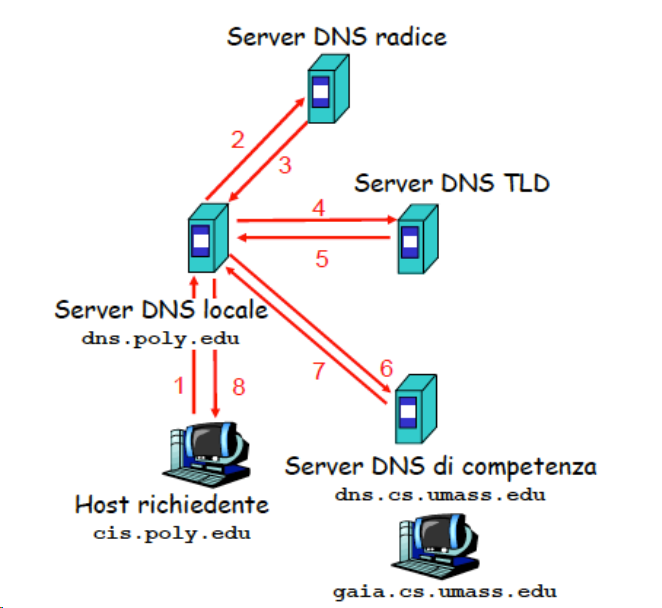 Server DNS radice
2
3
Server DNS TLD
4
5
Server DNS locale
dns.poly.edu
6
7
1
8
Server DNS di competenza
dns.cs.umass.edu
Host richiedente
cis.poly.edu
gaia.cs.umass.edu